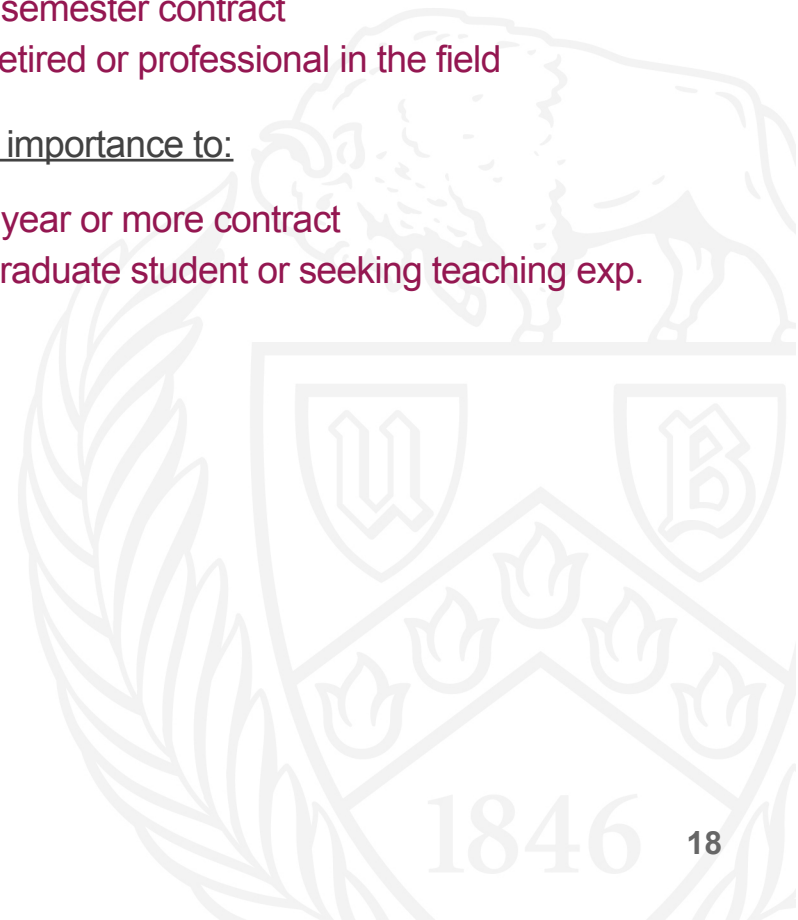 semester contract
etired or professional in the field
importance to:
year or more contract
raduate student or seeking teaching exp.
U B
1846
18